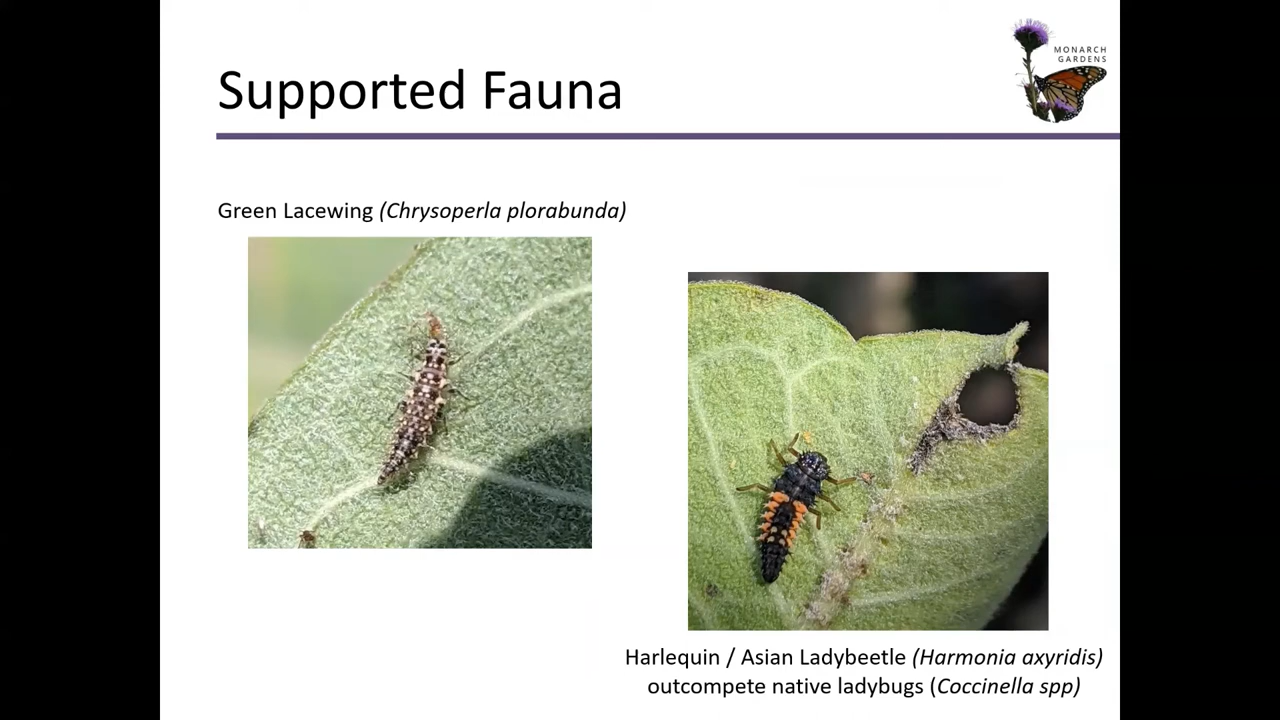 MONARCH
GARDENS
Supported Fauna
Green Lacewing (Chrysoperla plorabunda)
Harlequin / Asian Ladybeetle (Harmonia axyridis)
outcompete native ladybugs (Coccinella spp)